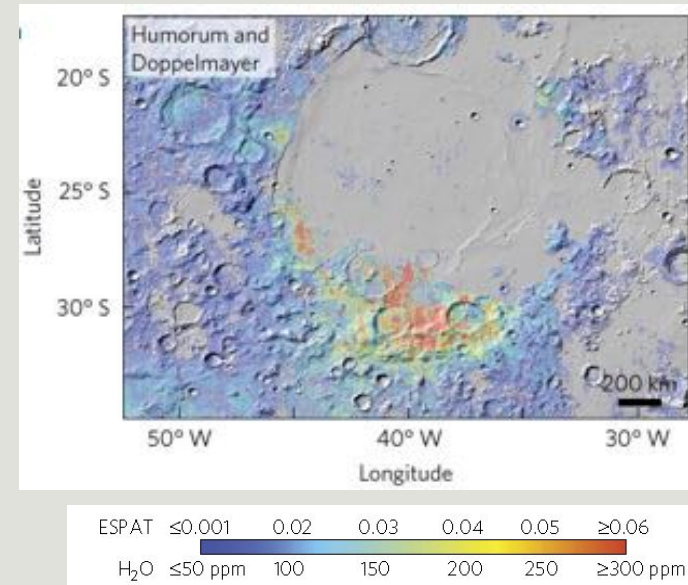 Humorum and
Doppelmayer
20° S
25° S
30° S
Latitude
200 km
50° W 40° W 30° W
Longitude
ESPAT ≤0.001 0.02 0.03 0.04 0.05 ≥0.06
H₂O ≤50 ppm 100 150 200 250 ≥300 ppm